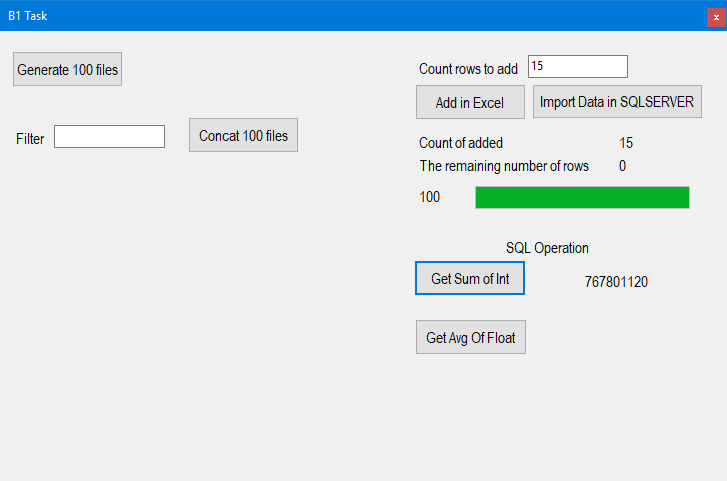 B1 Task
Generate 100 files
Filter
Concat 100 files
Count rows to add 15
Add in Excel Import Data in SQLSERVER
Count of added 15
The remaining number of rows 0
100
SQL Operation
Get Sum of Int 767801120
Get Avg Of Float